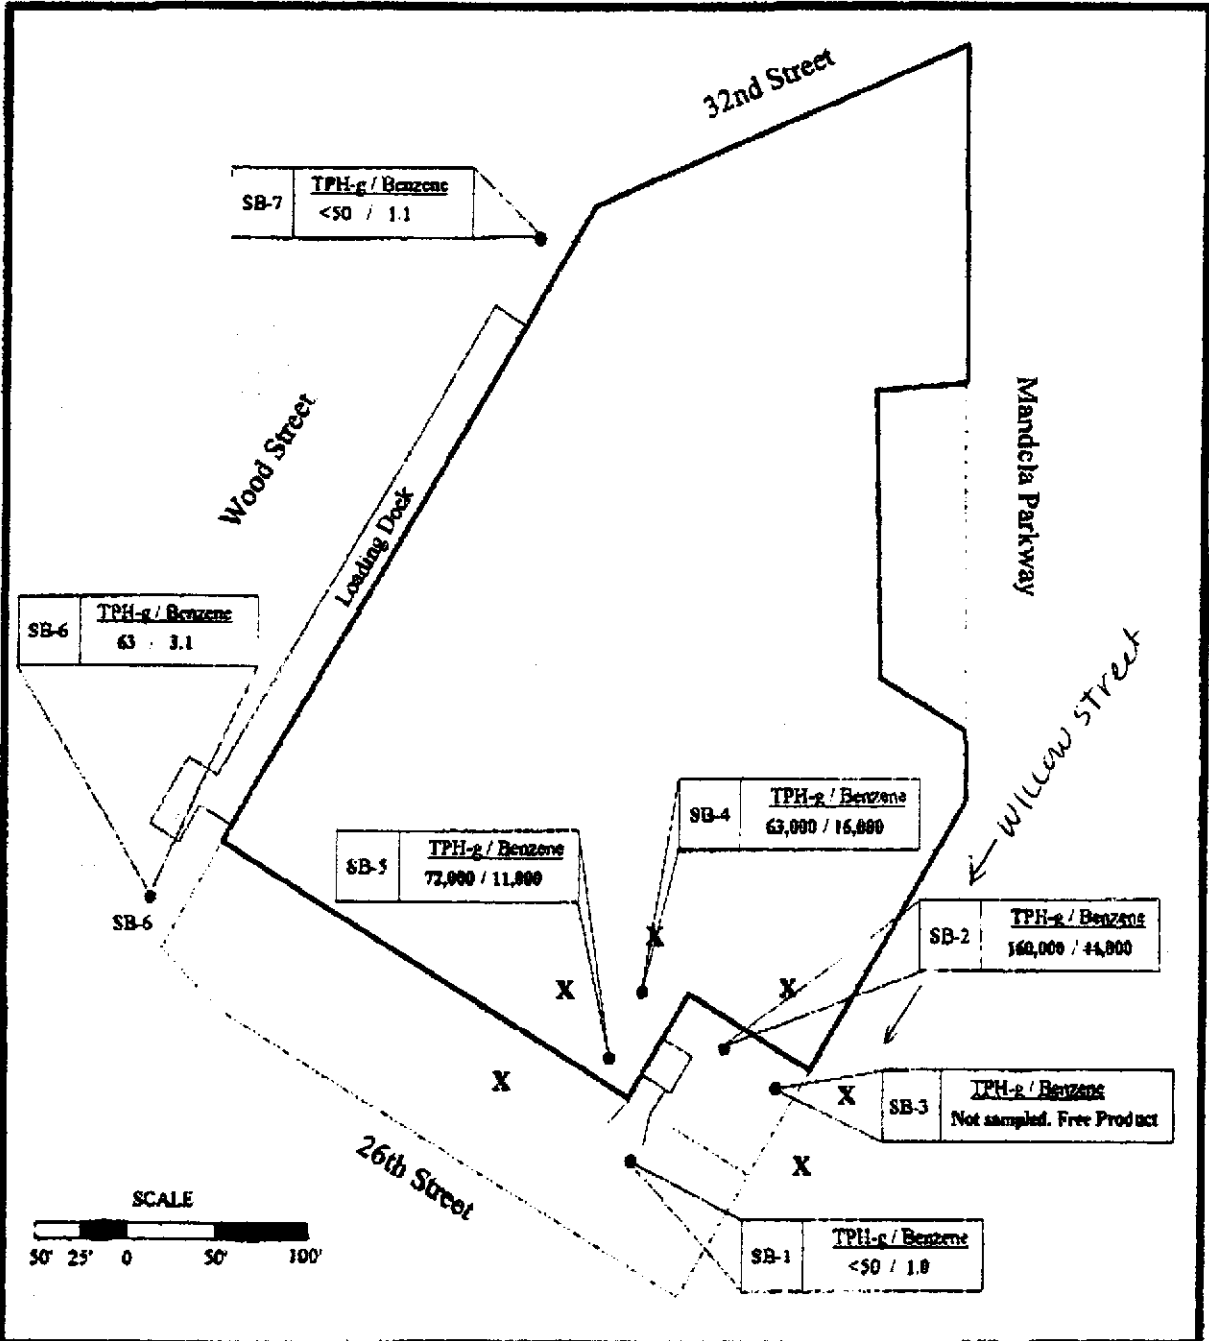 32nd Street
SB-7
TPH-g / Benzene
<50 / 1.1
Wood Street
Loading Dock
Mandela Parkway
SB-6
TPH-g / Benzene
63 3.1
WILLOW STREET
SB-4
TPH-g / Benzene
63,000 / 16,000
SB-5
TPH-g / Benzene
72,000 / 11,000
SB-6
X
SB-2
TPH-g / Benzene
160,000 / 44,000
X
X
X
X
SB-3
TPH-g / Benzene
Not sampled. Free Product
X
26th Street
SCALE
50' 25' 0 50' 100'
SB-1
TPH-g / Benzene
<50 / 1.0